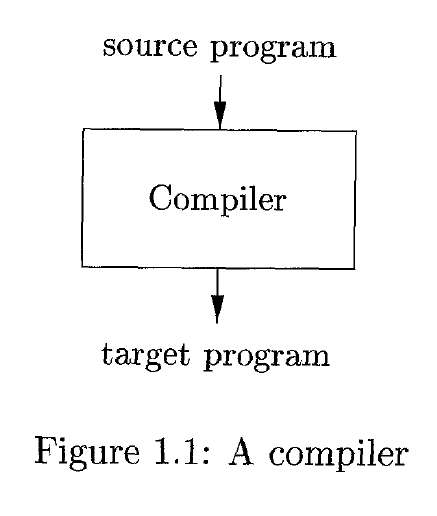 source program
Compiler
target program
Figure 1.1: A compiler